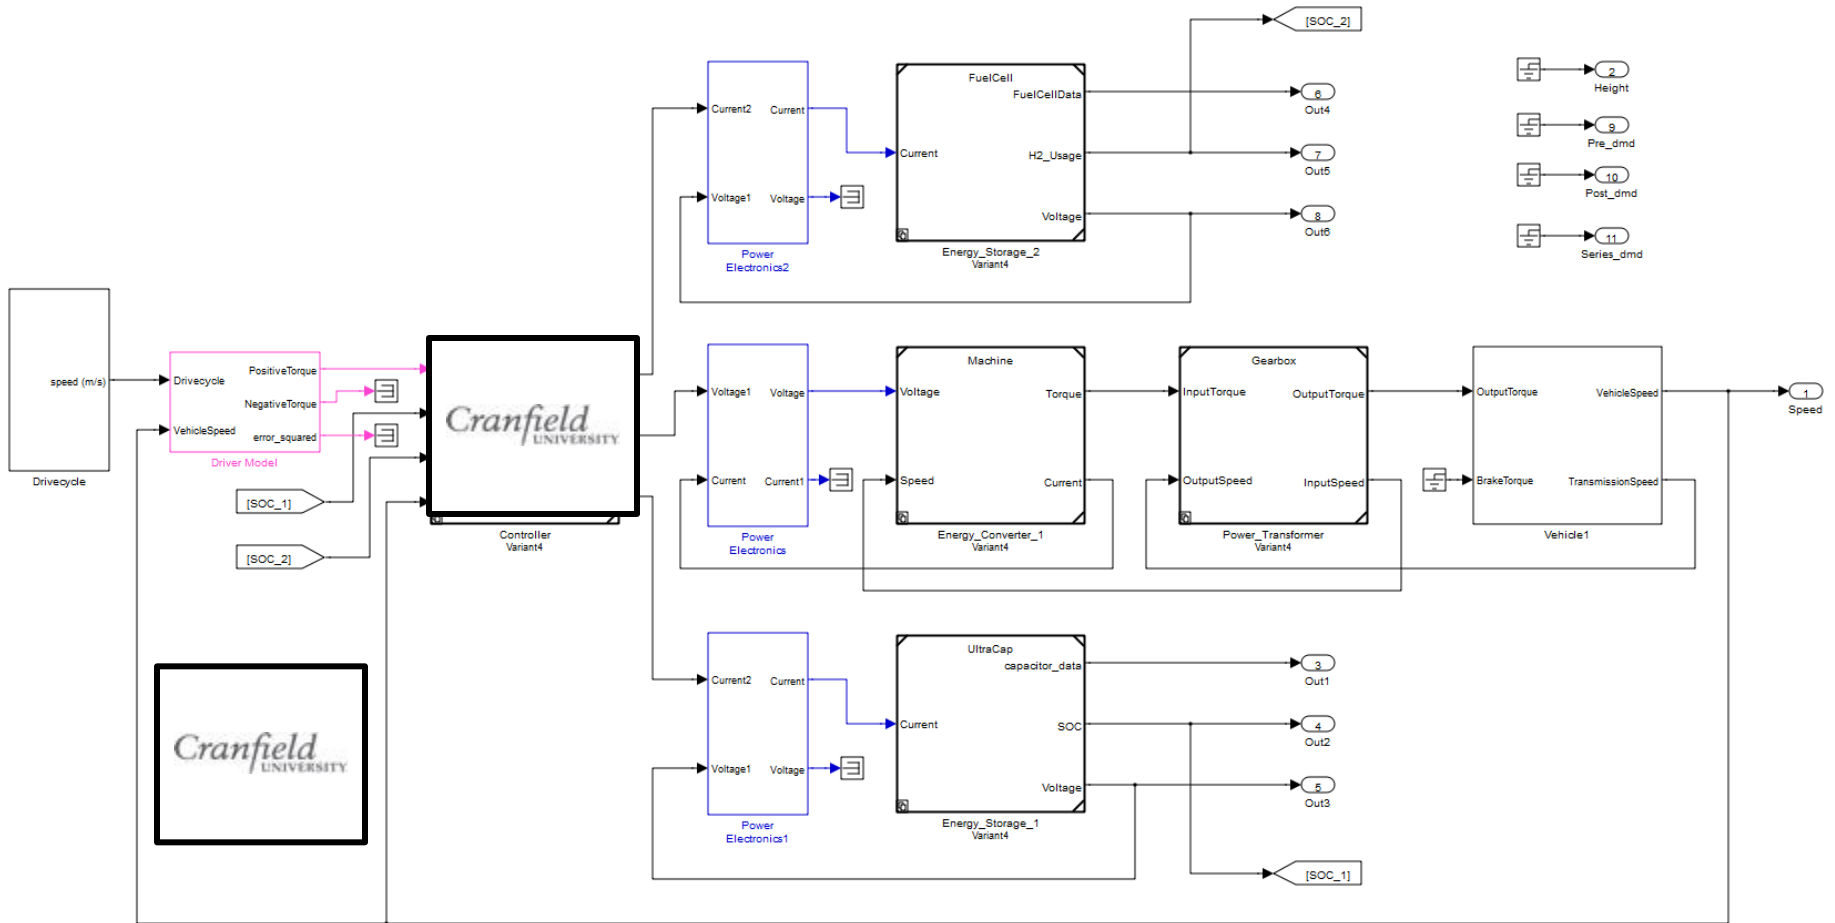 [SOC_2]
FuelCell
FuelCellData
Current
H2_Usage
Voltage
Energy_Storage_2
Variant4
Current2
Current
Voltage1
Voltage
Power
Electronics2
6
Out4
7
Out5
8
Out6
2
Height
9
Pre_dmd
10
Post_dmd
11
Series_dmd
speed (m/s)
Drivecycle
Drivecycle
VehicleSpeed
PositiveTorque
NegativeTorque
error_squared
Driver Model
[SOC_1]
[SOC_2]
Cranfield
UNIVERSITY
Controller
Variant4
Voltage1
Voltage
Current
Current1
Power
Electronics
Machine
Voltage
Torque
Speed
Current
Energy_Converter_1
Variant4
Gearbox
InputTorque
OutputTorque
OutputSpeed
InputSpeed
Power_Transformer
Variant4
OutputTorque
VehicleSpeed
BrakeTorque
TransmissionSpeed
Vehicle1
1
Speed
Cranfield
UNIVERSITY
Current2
Current
Voltage1
Voltage
Power
Electronics1
UltraCap
capacitor_data
Current
SOC
Voltage
Energy_Storage_1
Variant4
3
Out1
4
Out2
5
Out3
[SOC_1]